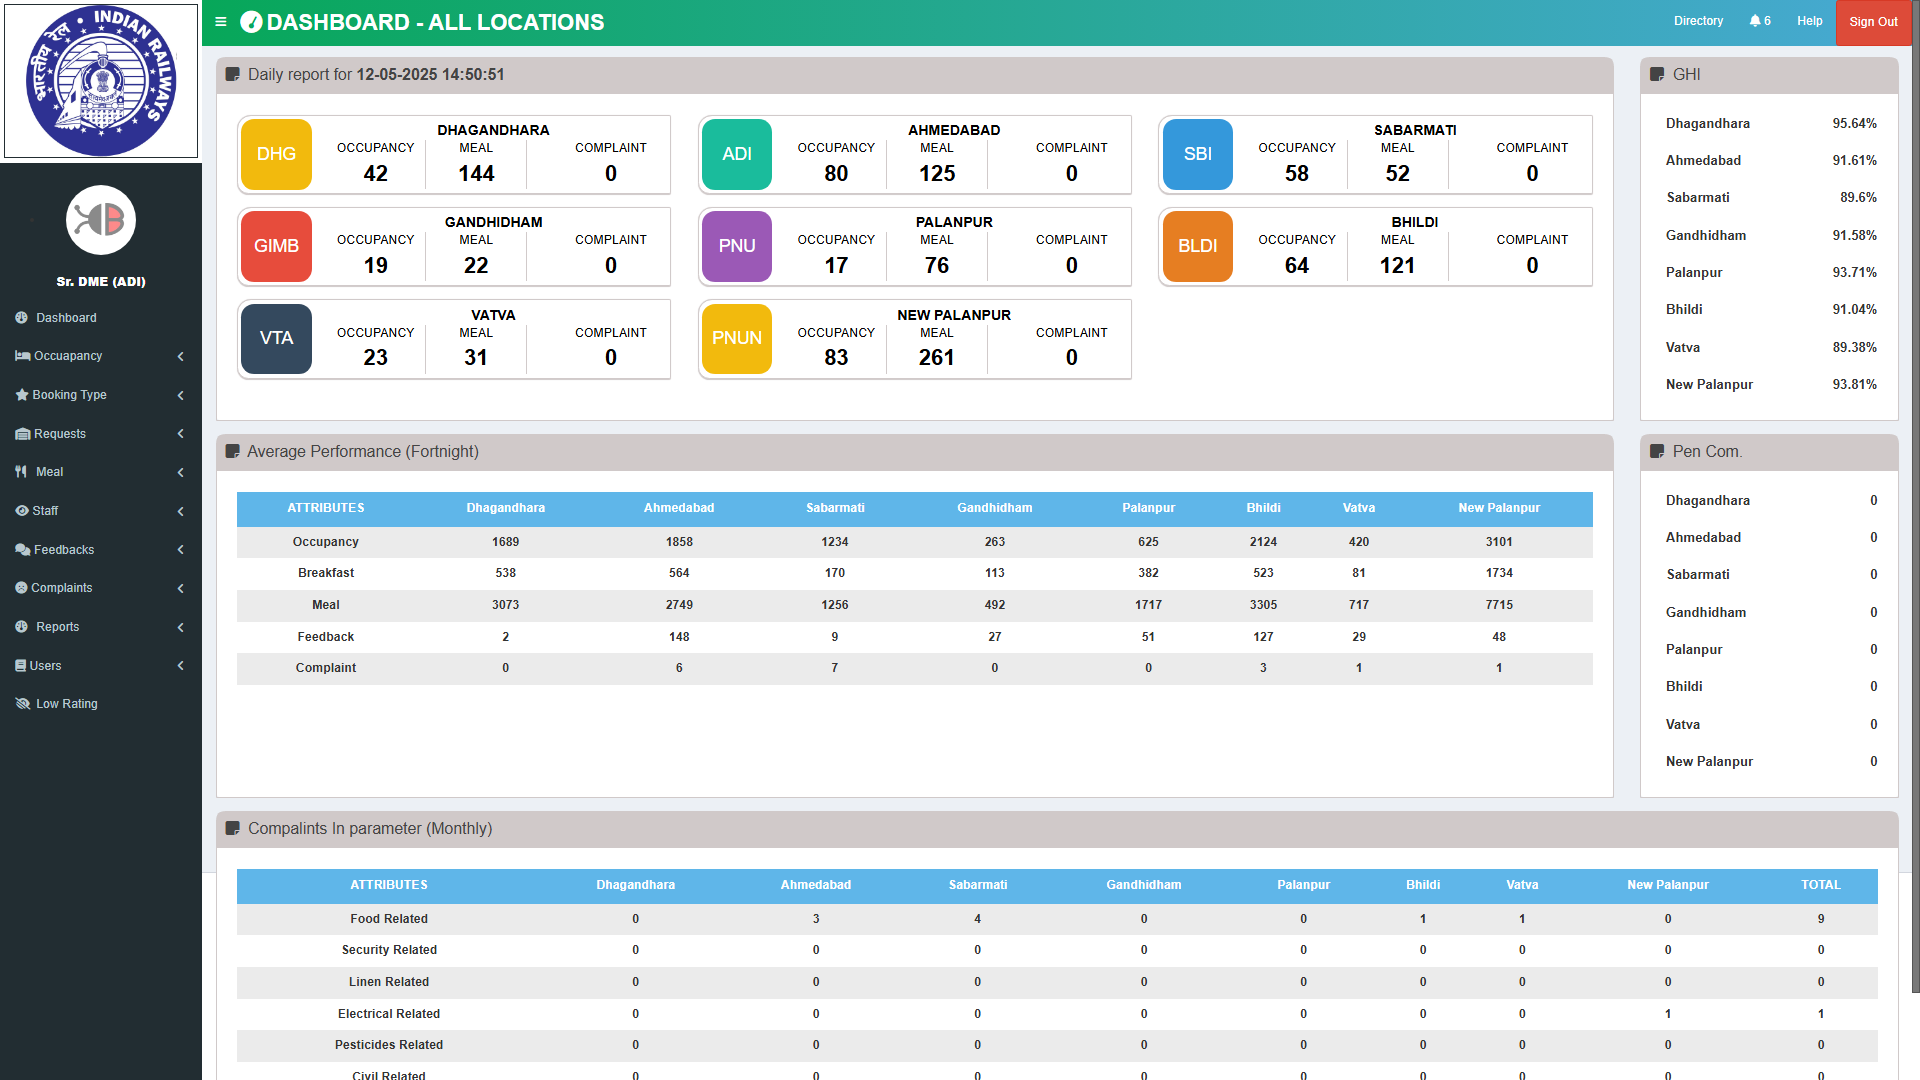 भारतीय रेल • INDIAN RAILWAYS
DASHBOARD - ALL LOCATIONS
Directory
6
Help
Sign Out
Sr. DME (ADI)
Dashboard
Occuapancy
Booking Type
Requests
Meal
Staff
Feedbacks
Complaints
Reports
Users
Low Rating
Daily report for 12-05-2025 14:50:51
DHG
DHAGANDHARA
OCCUPANCY MEAL COMPLAINT
42 144 0
ADI
AHMEDABAD
OCCUPANCY MEAL COMPLAINT
80 125 0
SBI
SABARMATI
OCCUPANCY MEAL COMPLAINT
58 52 0
GIMB
GANDHIDHAM
OCCUPANCY MEAL COMPLAINT
19 22 0
PNU
PALANPUR
OCCUPANCY MEAL COMPLAINT
17 76 0
BLDI
BHILDI
OCCUPANCY MEAL COMPLAINT
64 121 0
VTA
VATVA
OCCUPANCY MEAL COMPLAINT
23 31 0
PNUN
NEW PALANPUR
OCCUPANCY MEAL COMPLAINT
83 261 0
GHI
Dhagandhara 95.64%
Ahmedabad 91.61%
Sabarmati 89.6%
Gandhidham 91.58%
Palanpur 93.71%
Bhildi 91.04%
Vatva 89.38%
New Palanpur 93.81%
Average Performance (Fortnight)
ATTRIBUTES Dhagandhara Ahmedabad Sabarmati Gandhidham Palanpur Bhildi Vatva New Palanpur
Occupancy 1689 1858 1234 263 625 2124 420 3101
Breakfast 538 564 170 113 382 523 81 1734
Meal 3073 2749 1256 492 1717 3305 717 7715
Feedback 2 148 9 27 51 127 29 48
Complaint 0 6 7 0 0 3 1 1
Pen Com.
Dhagandhara 0
Ahmedabad 0
Sabarmati 0
Gandhidham 0
Palanpur 0
Bhildi 0
Vatva 0
New Palanpur 0
Compalints In parameter (Monthly)
ATTRIBUTES Dhagandhara Ahmedabad Sabarmati Gandhidham Palanpur Bhildi Vatva New Palanpur TOTAL
Food Related 0 3 4 0 0 1 1 0 9
Security Related 0 0 0 0 0 0 0 0 0
Linen Related 0 0 0 0 0 0 0 0 0
Electrical Related 0 0 0 0 0 0 0 1 1
Pesticides Related 0 0 0 0 0 0 0 0 0
Civil Related 0 0 0 0 0 0 0 0 0